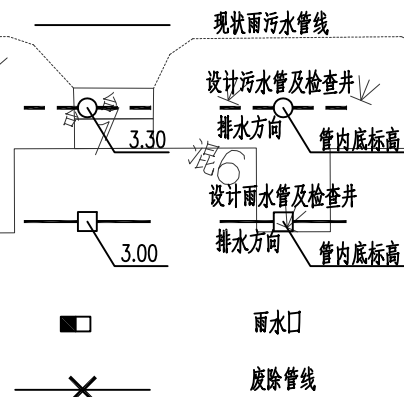 现状雨污水管线
设计污水管及检查井
排水方向
3.30
管内底标高
混6
设计雨水管及检查井
排水方向
3.00
管内底标高
雨水口
废除管线